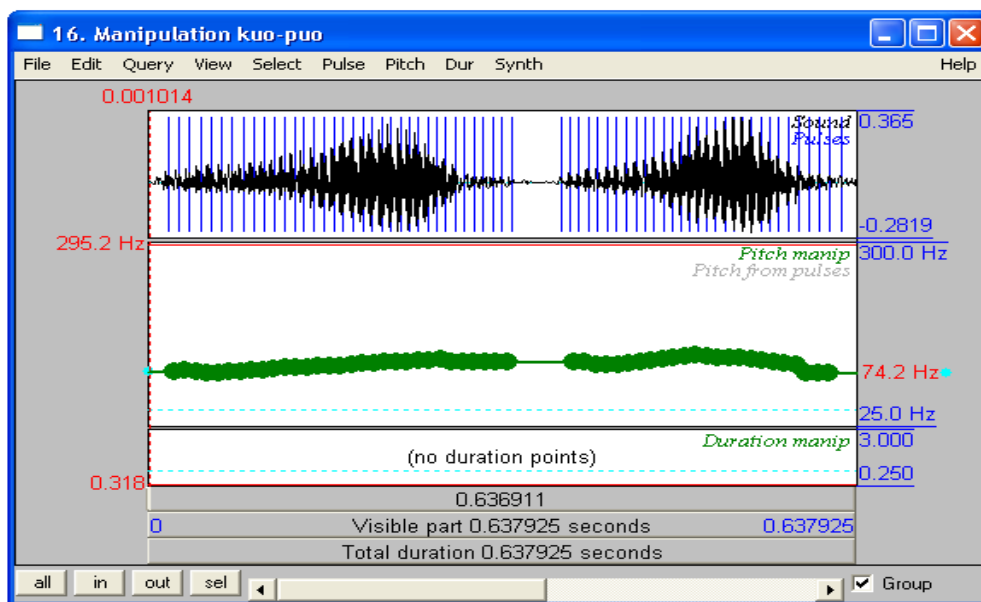 16. Manipulation kuo-puo
File Edit Query View Select Pulse Pitch Dur Synth Help
0.001014
Sound 0.365
Pulses
-0.2819
295.2 Hz
Pitch manip 300.0 Hz
Pitch from pulses
74.2 Hz
25.0 Hz
Duration manip 3.000
(no duration points)
0.250
0.318
0.636911
0 Visible part 0.637925 seconds 0.637925
Total duration 0.637925 seconds
all in out sel Group